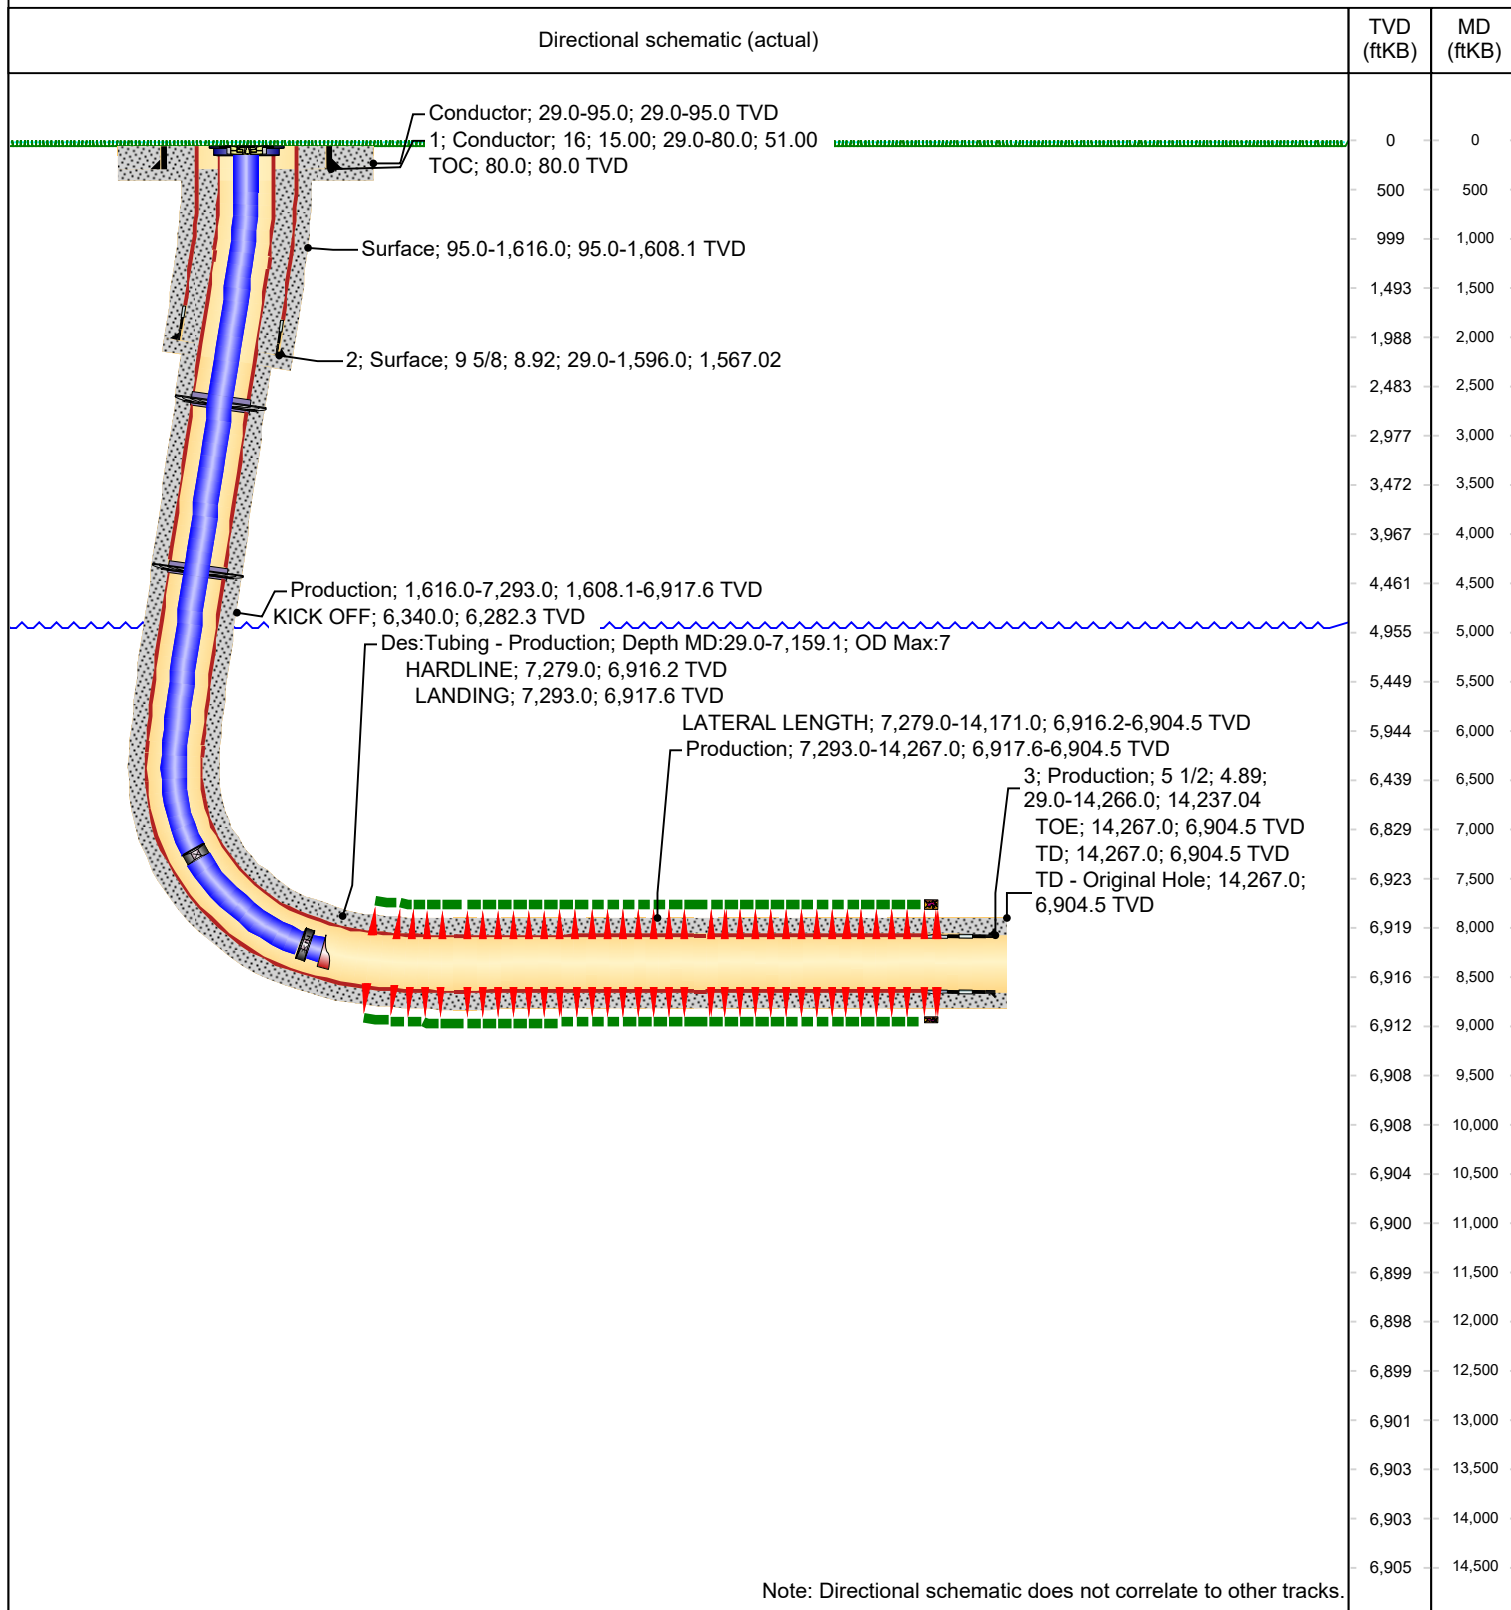 Directional schematic (actual)
TVD
(ftKB)
MD
(ftKB)
Conductor; 29.0-95.0; 29.0-95.0 TVD
1; Conductor; 16; 15.00; 29.0-80.0; 51.00
TOC; 80.0; 80.0 TVD
Surface; 95.0-1,616.0; 95.0-1,608.1 TVD
2; Surface; 9 5/8; 8.92; 29.0-1,596.0; 1,567.02
Production; 1,616.0-7,293.0; 1,608.1-6,917.6 TVD
KICK OFF; 6,340.0; 6,282.3 TVD
Des:Tubing - Production; Depth MD:29.0-7,159.1; OD Max:7
HARDLINE; 7,279.0; 6,916.2 TVD
LANDING; 7,293.0; 6,917.6 TVD
LATERAL LENGTH; 7,279.0-14,171.0; 6,916.2-6,904.5 TVD
Production; 7,293.0-14,267.0; 6,917.6-6,904.5 TVD
3; Production; 5 1/2; 4.89;
29.0-14,266.0; 14,237.04
TOE; 14,267.0; 6,904.5 TVD
TD; 14,267.0; 6,904.5 TVD
TD - Original Hole; 14,267.0;
6,904.5 TVD
0 0
500 500
999 1,000
1,493 1,500
1,988 2,000
2,483 2,500
2,977 3,000
3,472 3,500
3,967 4,000
4,461 4,500
4,955 5,000
5,449 5,500
5,944 6,000
6,439 6,500
6,829 7,000
6,923 7,500
6,919 8,000
6,916 8,500
6,912 9,000
6,908 9,500
6,908 10,000
6,904 10,500
6,900 11,000
6,899 11,500
6,898 12,000
6,899 12,500
6,901 13,000
6,903 13,500
6,903 14,000
6,905 14,500
Note: Directional schematic does not correlate to other tracks.